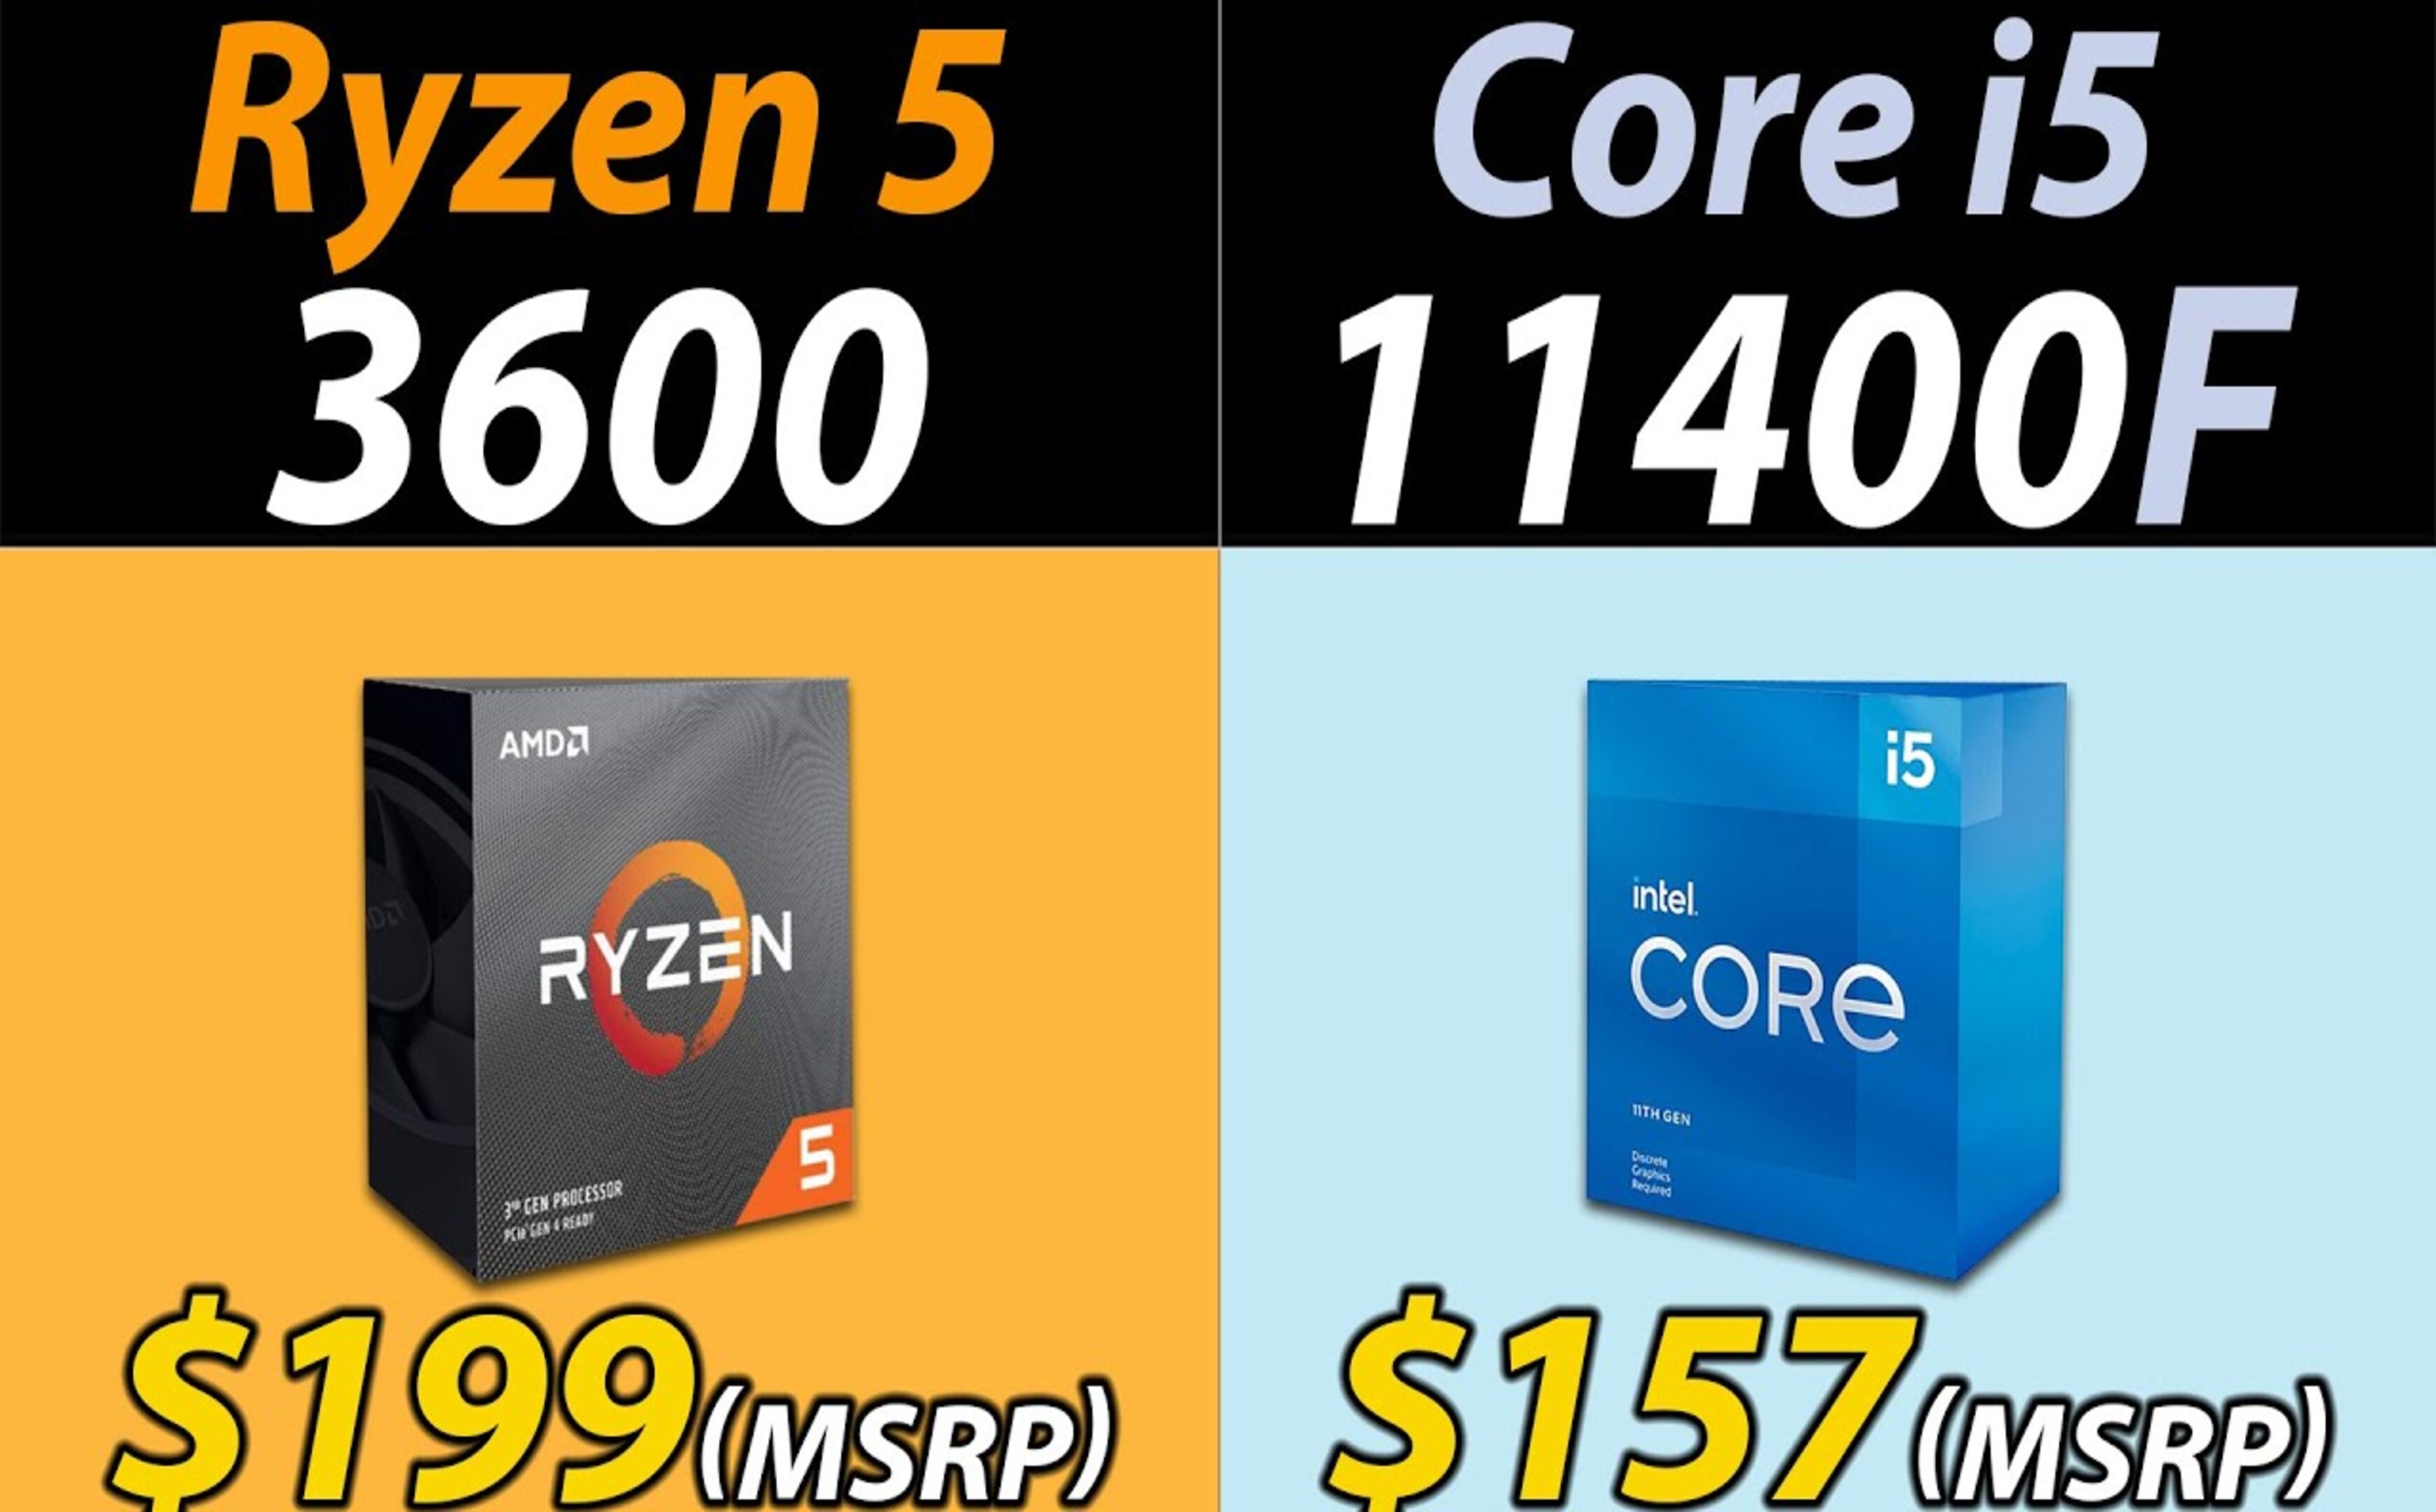 Ryzen 5
3600
AMD
RYZEN
5
3rd GEN PROCESSOR
PCIe GEN 4 READY
$199 (MSRP)
Core i5
11400F
i5
intel.
CORE
11TH GEN
Discrete
Graphics
Required
$157 (MSRP)